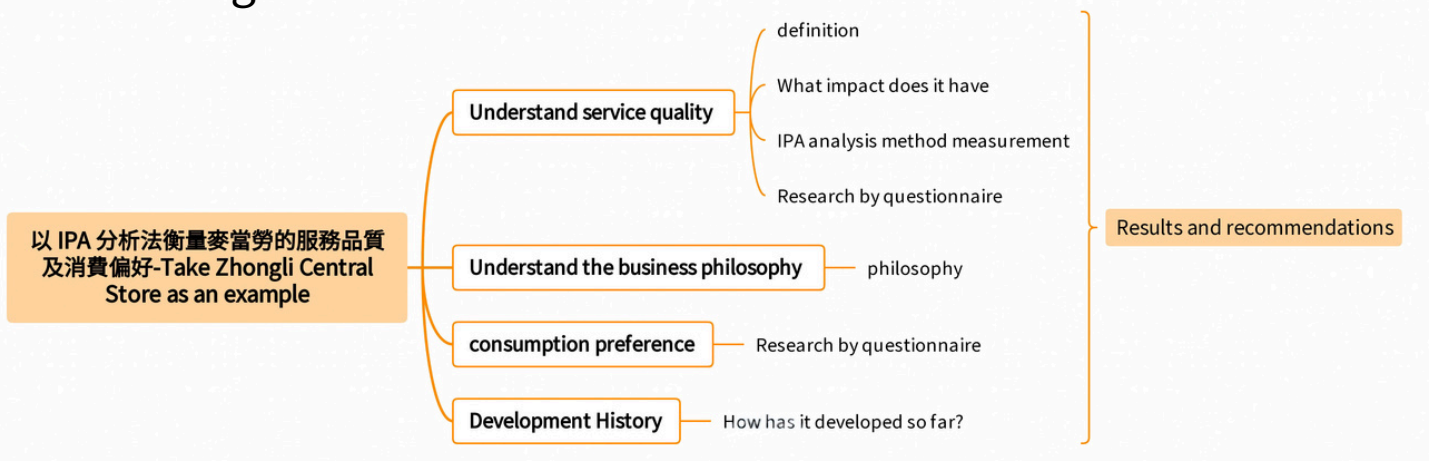 以 IPA 分析法衡量麥當勞的服務品質
及消費偏好-Take Zhongli Central
Store as an example
Understand service quality
definition
What impact does it have
IPA analysis method measurement
Research by questionnaire
Understand the business philosophy
philosophy
consumption preference
Research by questionnaire
Development History
How has it developed so far?
Results and recommendations